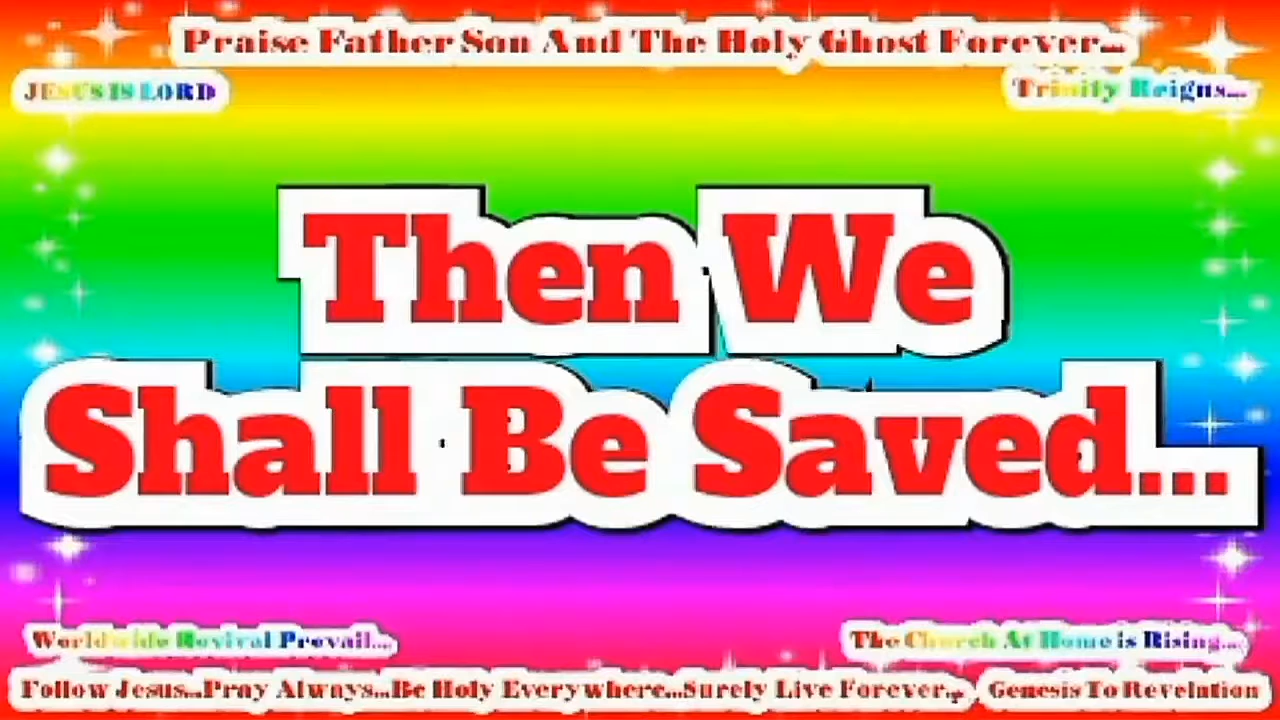 Praise Father Son And The Holy Ghost Forever...
JESUS IS LORD
Trinity Reigns...
Then We
Shall Be Saved...
Worldwide Revival Prevail...
The Church At Home is Rising...
Follow Jesus...Pray Always...Be Holy Everywhere...Surely Live Forever...
Genesis To Revelation